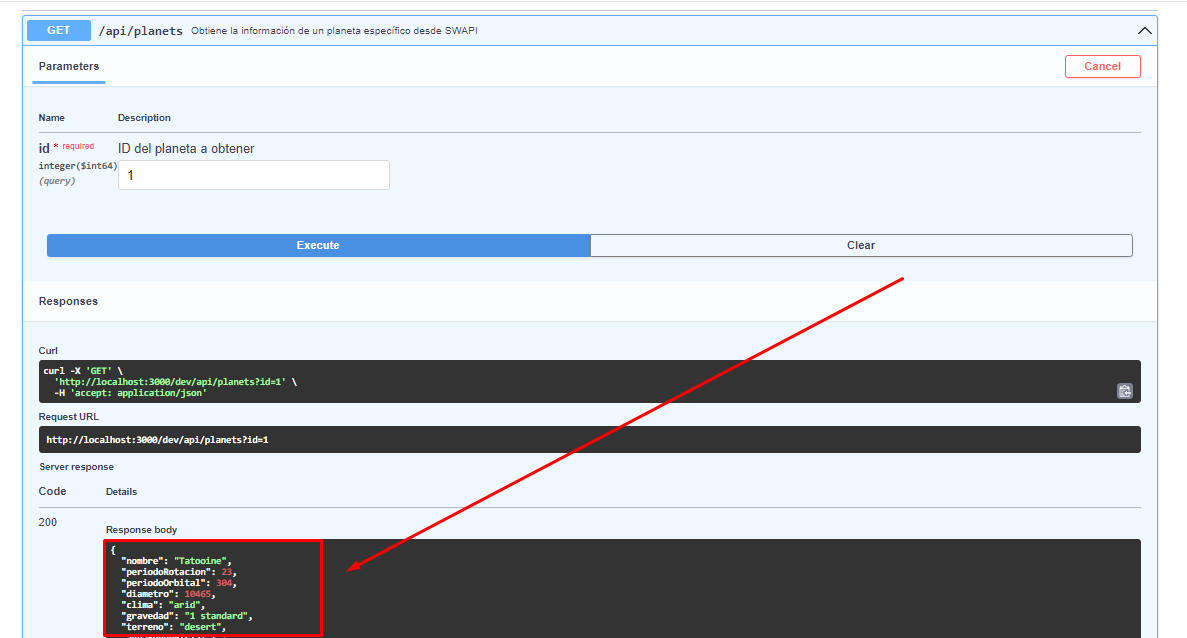 GET /api/planets Obtiene la información de un planeta específico desde SWAPI
Parameters
Cancel
Name Description
id * required ID del planeta a obtener
integer($int64)
(query)
1
Execute Clear
Responses
Curl
curl -X 'GET' \
'http://localhost:3000/dev/api/planets?id=1' \
-H 'accept: application/json'
Request URL
http://localhost:3000/dev/api/planets?id=1
Server response
Code Details
200
Response body
{
"nombre": "Tatooine",
"periodoRotacion": 23,
"periodoOrbital": 304,
"diametro": 10465,
"clima": "arid",
"gravedad": "1 standard",
"terreno": "desert",